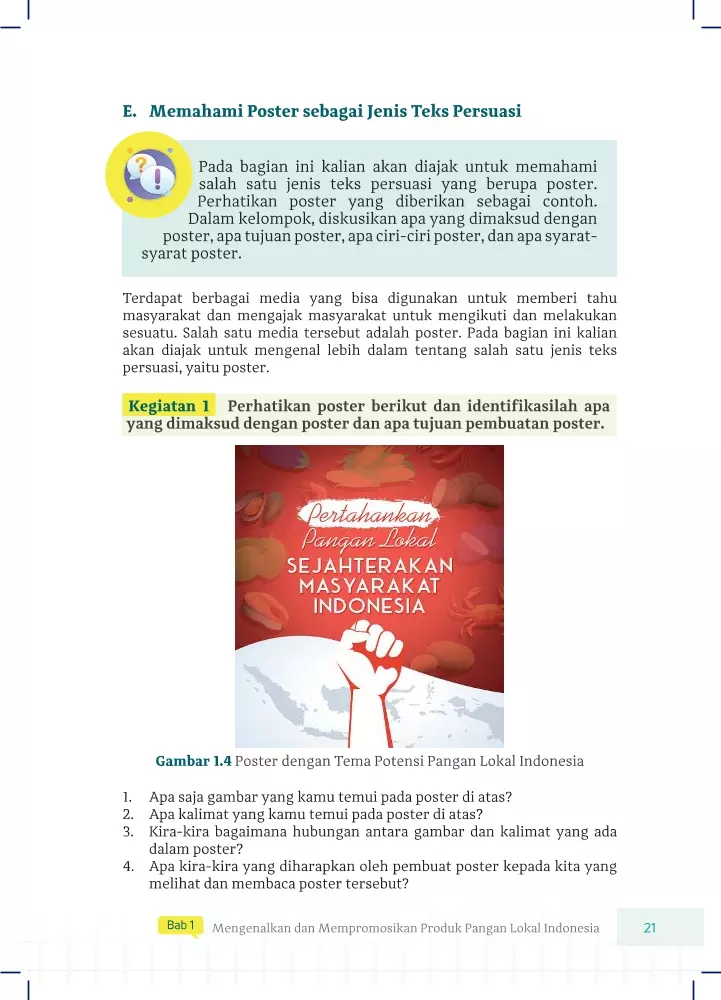 E. Memahami Poster sebagai Jenis Teks Persuasi
Pada bagian ini kalian akan diajak untuk memahami
salah satu jenis teks persuasi yang berupa poster.
Perhatikan poster yang diberikan sebagai contoh.
Dalam kelompok, diskusikan apa yang dimaksud dengan
poster, apa tujuan poster, apa ciri-ciri poster, dan apa syarat-
syarat poster.
Terdapat berbagai media yang bisa digunakan untuk memberi tahu
masyarakat dan mengajak masyarakat untuk mengikuti dan melakukan
sesuatu. Salah satu media tersebut adalah poster. Pada bagian ini kalian
akan diajak untuk mengenal lebih dalam tentang salah satu jenis teks
persuasi, yaitu poster.
Kegiatan 1 Perhatikan poster berikut dan identifikasilah apa
yang dimaksud dengan poster dan apa tujuan pembuatan poster.
Pertahankan
Pangan Lokal
SEJAHTERAKAN
MASYARAKAT
INDONESIA
Gambar 1.4 Poster dengan Tema Potensi Pangan Lokal Indonesia
1. Apa saja gambar yang kamu temui pada poster di atas?
2. Apa kalimat yang kamu temui pada poster di atas?
3. Kira-kira bagaimana hubungan antara gambar dan kalimat yang ada
dalam poster?
4. Apa kira-kira yang diharapkan oleh pembuat poster kepada kita yang
melihat dan membaca poster tersebut?
Bab 1 Mengenalkan dan Mempromosikan Produk Pangan Lokal Indonesia 21